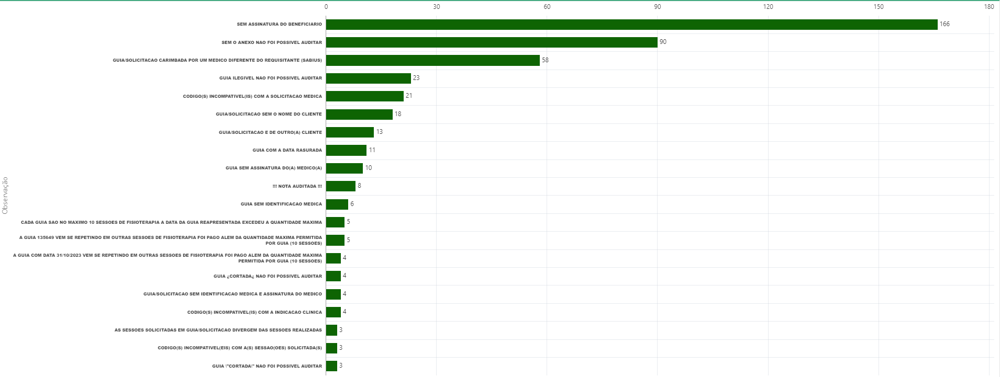 0 30 60 90 120 150 180
SEM ASSINATURA DO BENEFICIARIO 166
SEM O ANEXO NAO FOI POSSIVEL AUDITAR 90
GUIA/SOLICITACAO CARIMBADA POR UM MEDICO DIFERENTE DO REQUISITANTE (SABIUS) 58
GUIA ILEGIVEL NAO FOI POSSIVEL AUDITAR 23
CODIGO(S) INCOMPATIVEL(IS) COM A SOLICITACAO MEDICA 21
GUIA/SOLICITACAO SEM O NOME DO CLIENTE 18
GUIA/SOLICITACAO E DE OUTRO(A) CLIENTE 13
GUIA COM A DATA RASURADA 11
GUIA SEM ASSINATURA DO(A) MEDICO(A) 10
!!! NOTA AUDITADA !!! 8
Observação
GUIA SEM IDENTIFICACAO MEDICA 6
CADA GUIA SAO NO MAXIMO 10 SESSOES DE FISIOTERAPIA A DATA DA GUIA REAPRESENTADA EXCEDEU A QUANTIDADE MAXIMA 5
A GUIA 135649 VEM SE REPETINDO EM OUTRAS SESSOES DE FISIOTERAPIA FOI PAGO ALEM DA QUANTIDADE MAXIMA PERMITIDA
POR GUIA (10 SESSOES) 5
A GUIA COM DATA 31/10/2023 VEM SE REPETINDO EM OUTRAS SESSOES DE FISIOTERAPIA FOI PAGO ALEM DA QUANTIDADE MAXIMA
PERMITIDA POR GUIA (10 SESSOES) 4
GUIA ¿CORTADA¿ NAO FOI POSSIVEL AUDITAR 4
GUIA/SOLICITACAO SEM IDENTIFICACAO MEDICA E ASSINATURA DO MEDICO 4
CODIGO(S) INCOMPATIVEL(IS) COM A INDICACAO CLINICA 4
AS SESSOES SOLICITADAS EM GUIA/SOLICITACAO DIVERGEM DAS SESSOES REALIZADAS 3
CODIGO(S) INCOMPATIVEL(EIS) COM A(S) SESSAO(OES) SOLICITADA(S) 3
GUIA \"CORTADA\" NAO FOI POSSIVEL AUDITAR 3